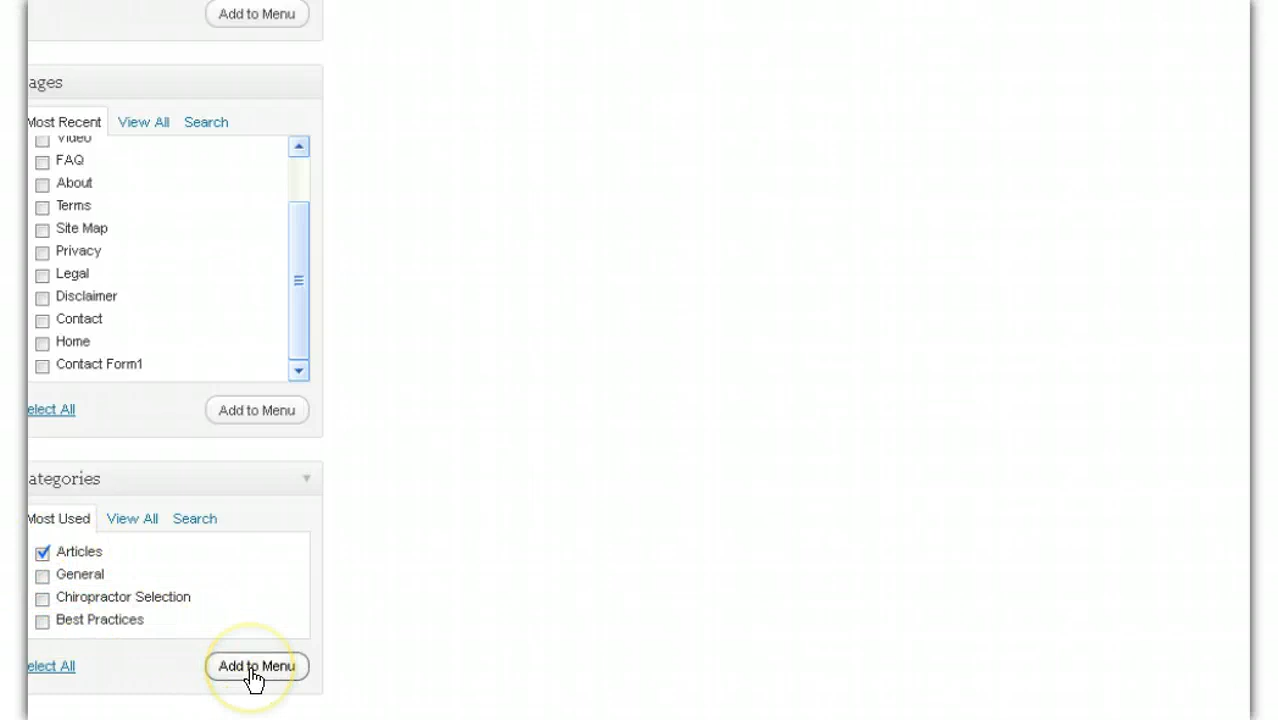 Add to Menu
ages
Most Recent View All Search
Video
FAQ
About
Terms
Site Map
Privacy
Legal
Disclaimer
Contact
Home
Contact Form1
elect All Add to Menu
ategories
Most Used View All Search
Articles
General
Chiropractor Selection
Best Practices
elect All Add to Menu